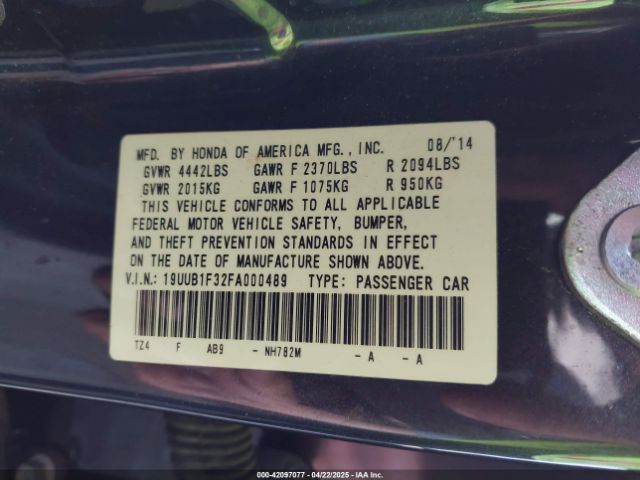 MFD. BY HONDA OF AMERICA MFG., INC. 08/'14
GVWR 4442LBS GAWR F 2370LBS R 2094LBS
GVWR 2015KG GAWR F 1075KG R 950KG
THIS VEHICLE CONFORMS TO ALL APPLICABLE
FEDERAL MOTOR VEHICLE SAFETY, BUMPER,
AND THEFT PREVENTION STANDARDS IN EFFECT
ON THE DATE OF MANUFACTURE SHOWN ABOVE.
V.I.N.: 19UUB1F32FA000489 TYPE: PASSENGER CAR
TZ4 F AB9 - NH782M - A - A
000-42097077 - 04/22/2025 - IAA Inc.